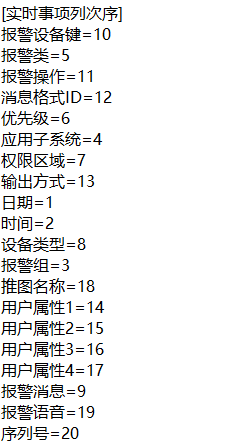 [实时事项列次序]
报警设备键=10
报警类=5
报警操作=11
消息格式ID=12
优先级=6
应用子系统=4
权限区域=7
输出方式=13
日期=1
时间=2
设备类型=8
报警组=3
推图名称=18
用户属性1=14
用户属性2=15
用户属性3=16
用户属性4=17
报警消息=9
报警语音=19
序列号=20